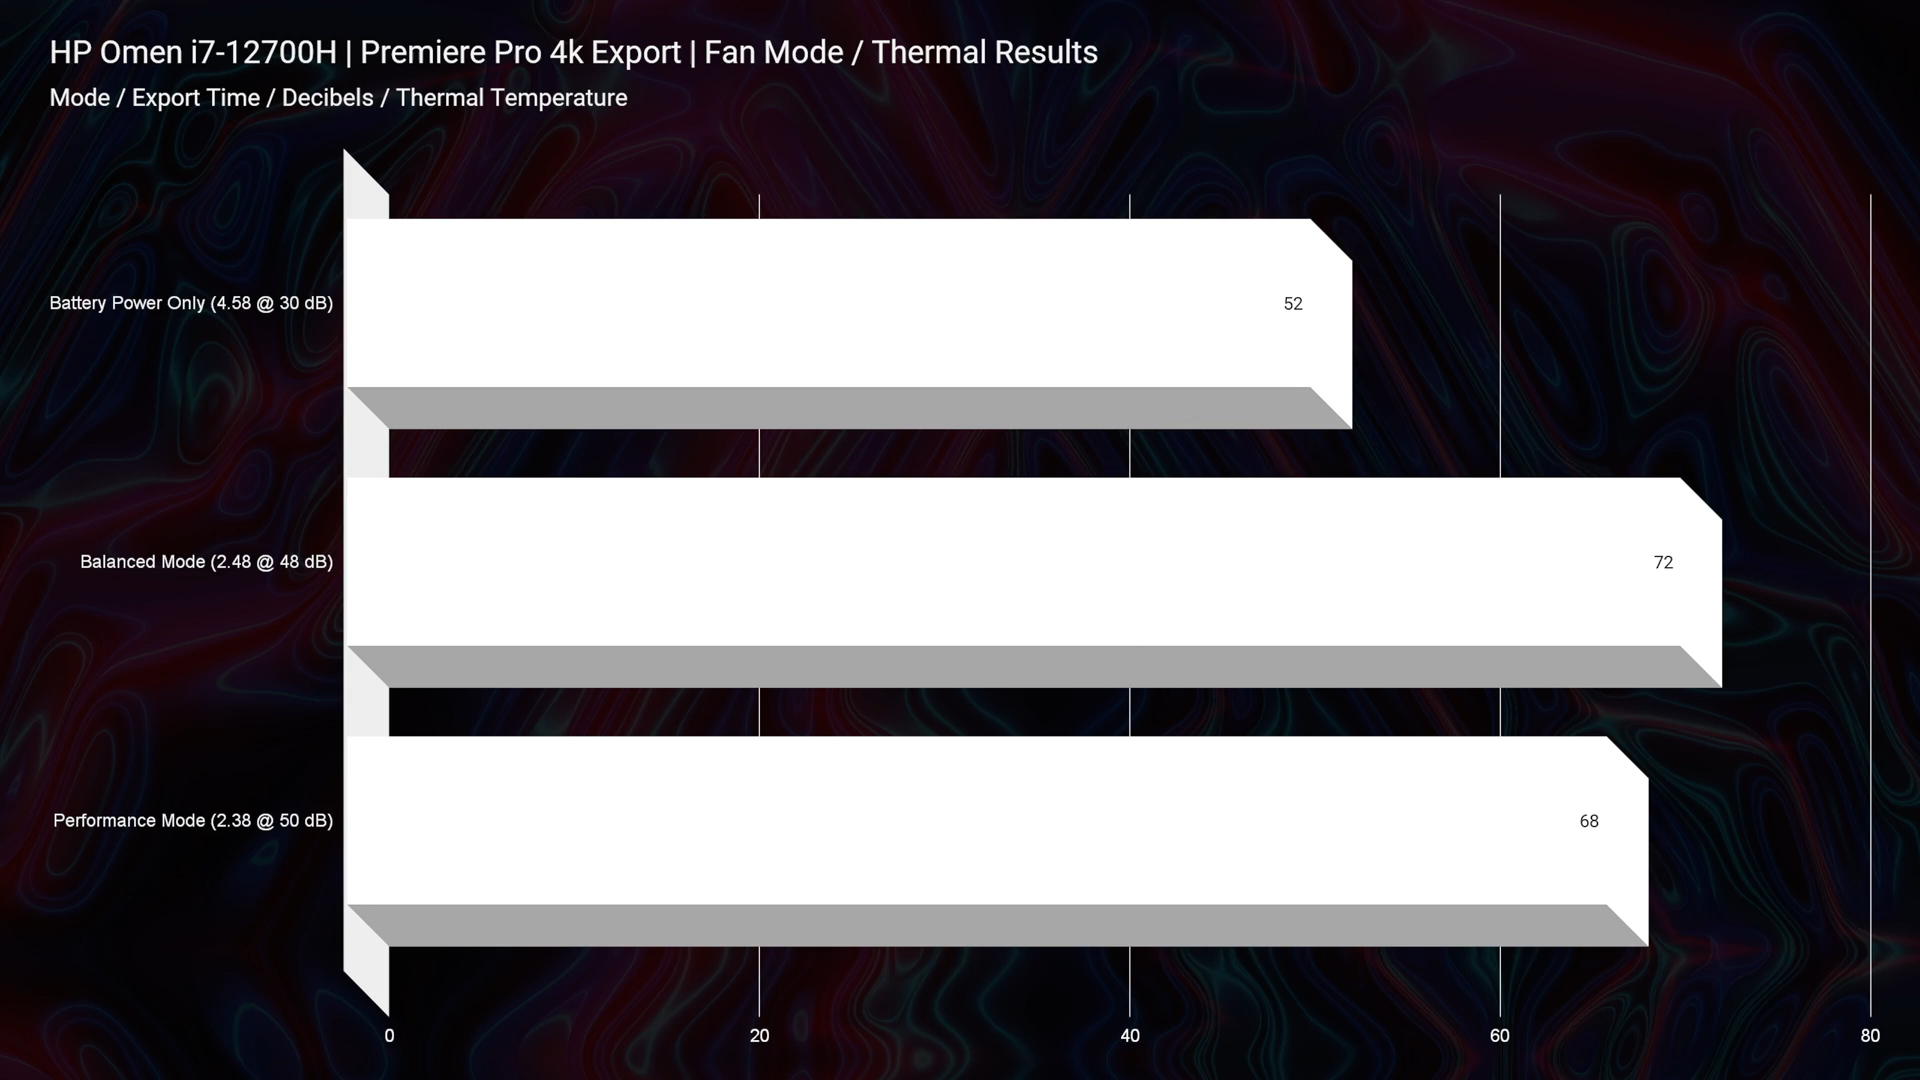 HP Omen i7-12700H | Premiere Pro 4k Export | Fan Mode / Thermal Results
Mode / Export Time / Decibels / Thermal Temperature
Battery Power Only (4.58 @ 30 dB)
52
Balanced Mode (2.48 @ 48 dB)
72
Performance Mode (2.38 @ 50 dB)
68
0 20 40 60 80